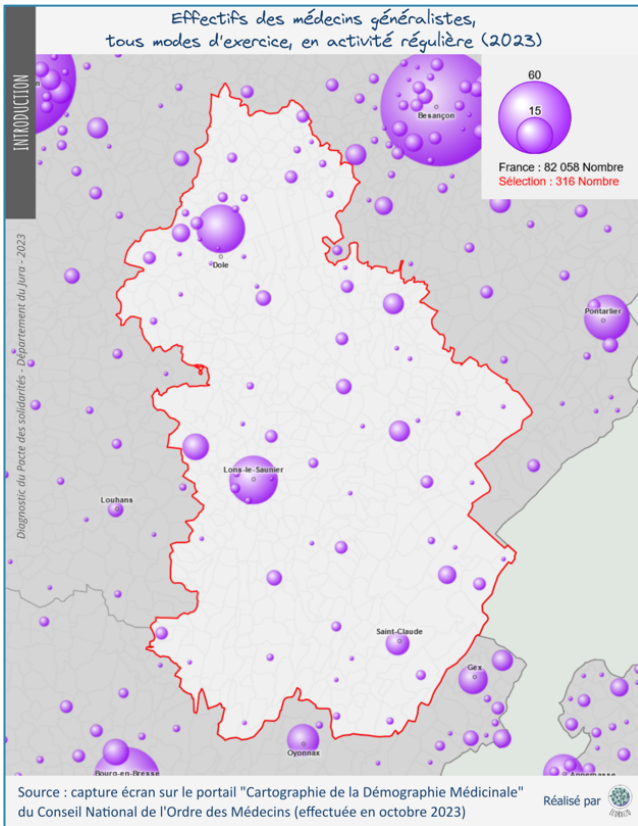 Effectifs des médecins généralistes,
tous modes d'exercice, en activité régulière (2023)
INTRODUCTION
Diagnostic du Pacte des solidarités - Département du Jura - 2023
Besançon
60
15
France : 82 058 Nombre
Sélection : 316 Nombre
Dole
Pontarlier
Lons-le-Saunier
Louhans
Saint-Claude
Gex
Oyonnax
Bourg-en-Bresse
Annemasse
Source : capture écran sur le portail "Cartographie de la Démographie Médicinale"
du Conseil National de l'Ordre des Médecins (effectuée en octobre 2023)
Réalisé par